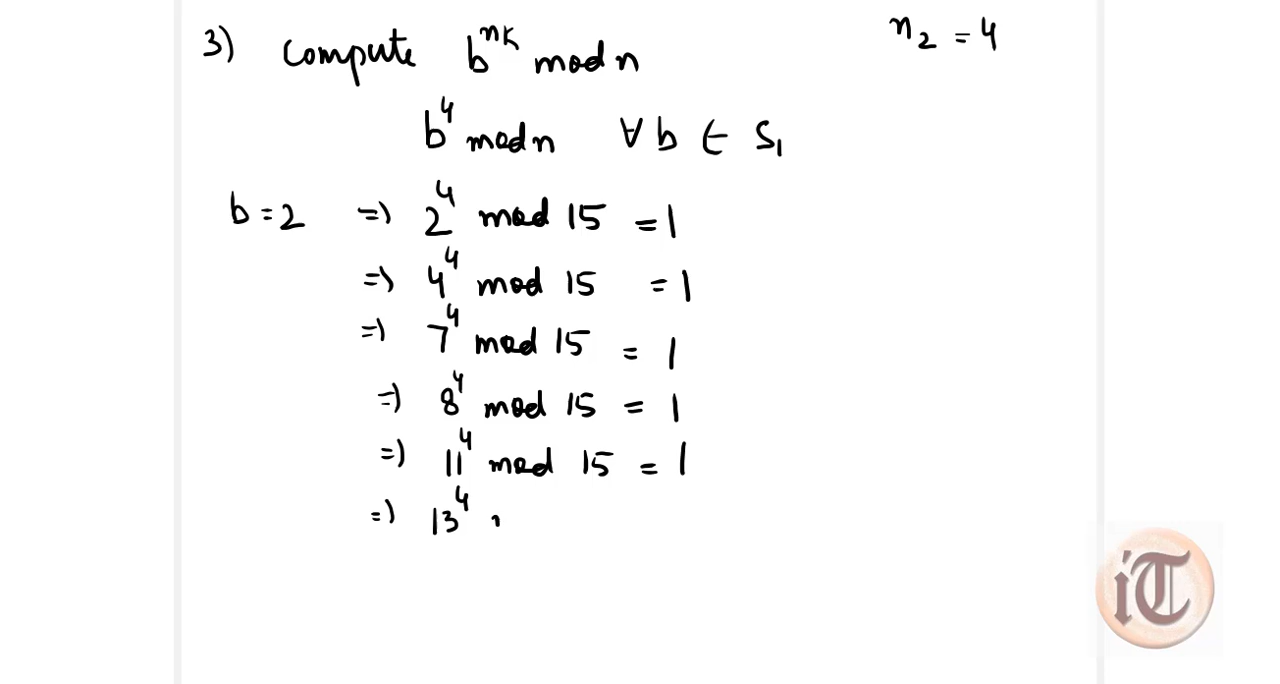 3) Compute b^nk mod n
n₂ = 4
b⁴ mod n ∀ b ∈ S₁
b = 2 => 2⁴ mod 15 = 1
=> 4⁴ mod 15 = 1
=> 7⁴ mod 15 = 1
=> 8⁴ mod 15 = 1
=> 11⁴ mod 15 = 1
=> 13⁴
iT